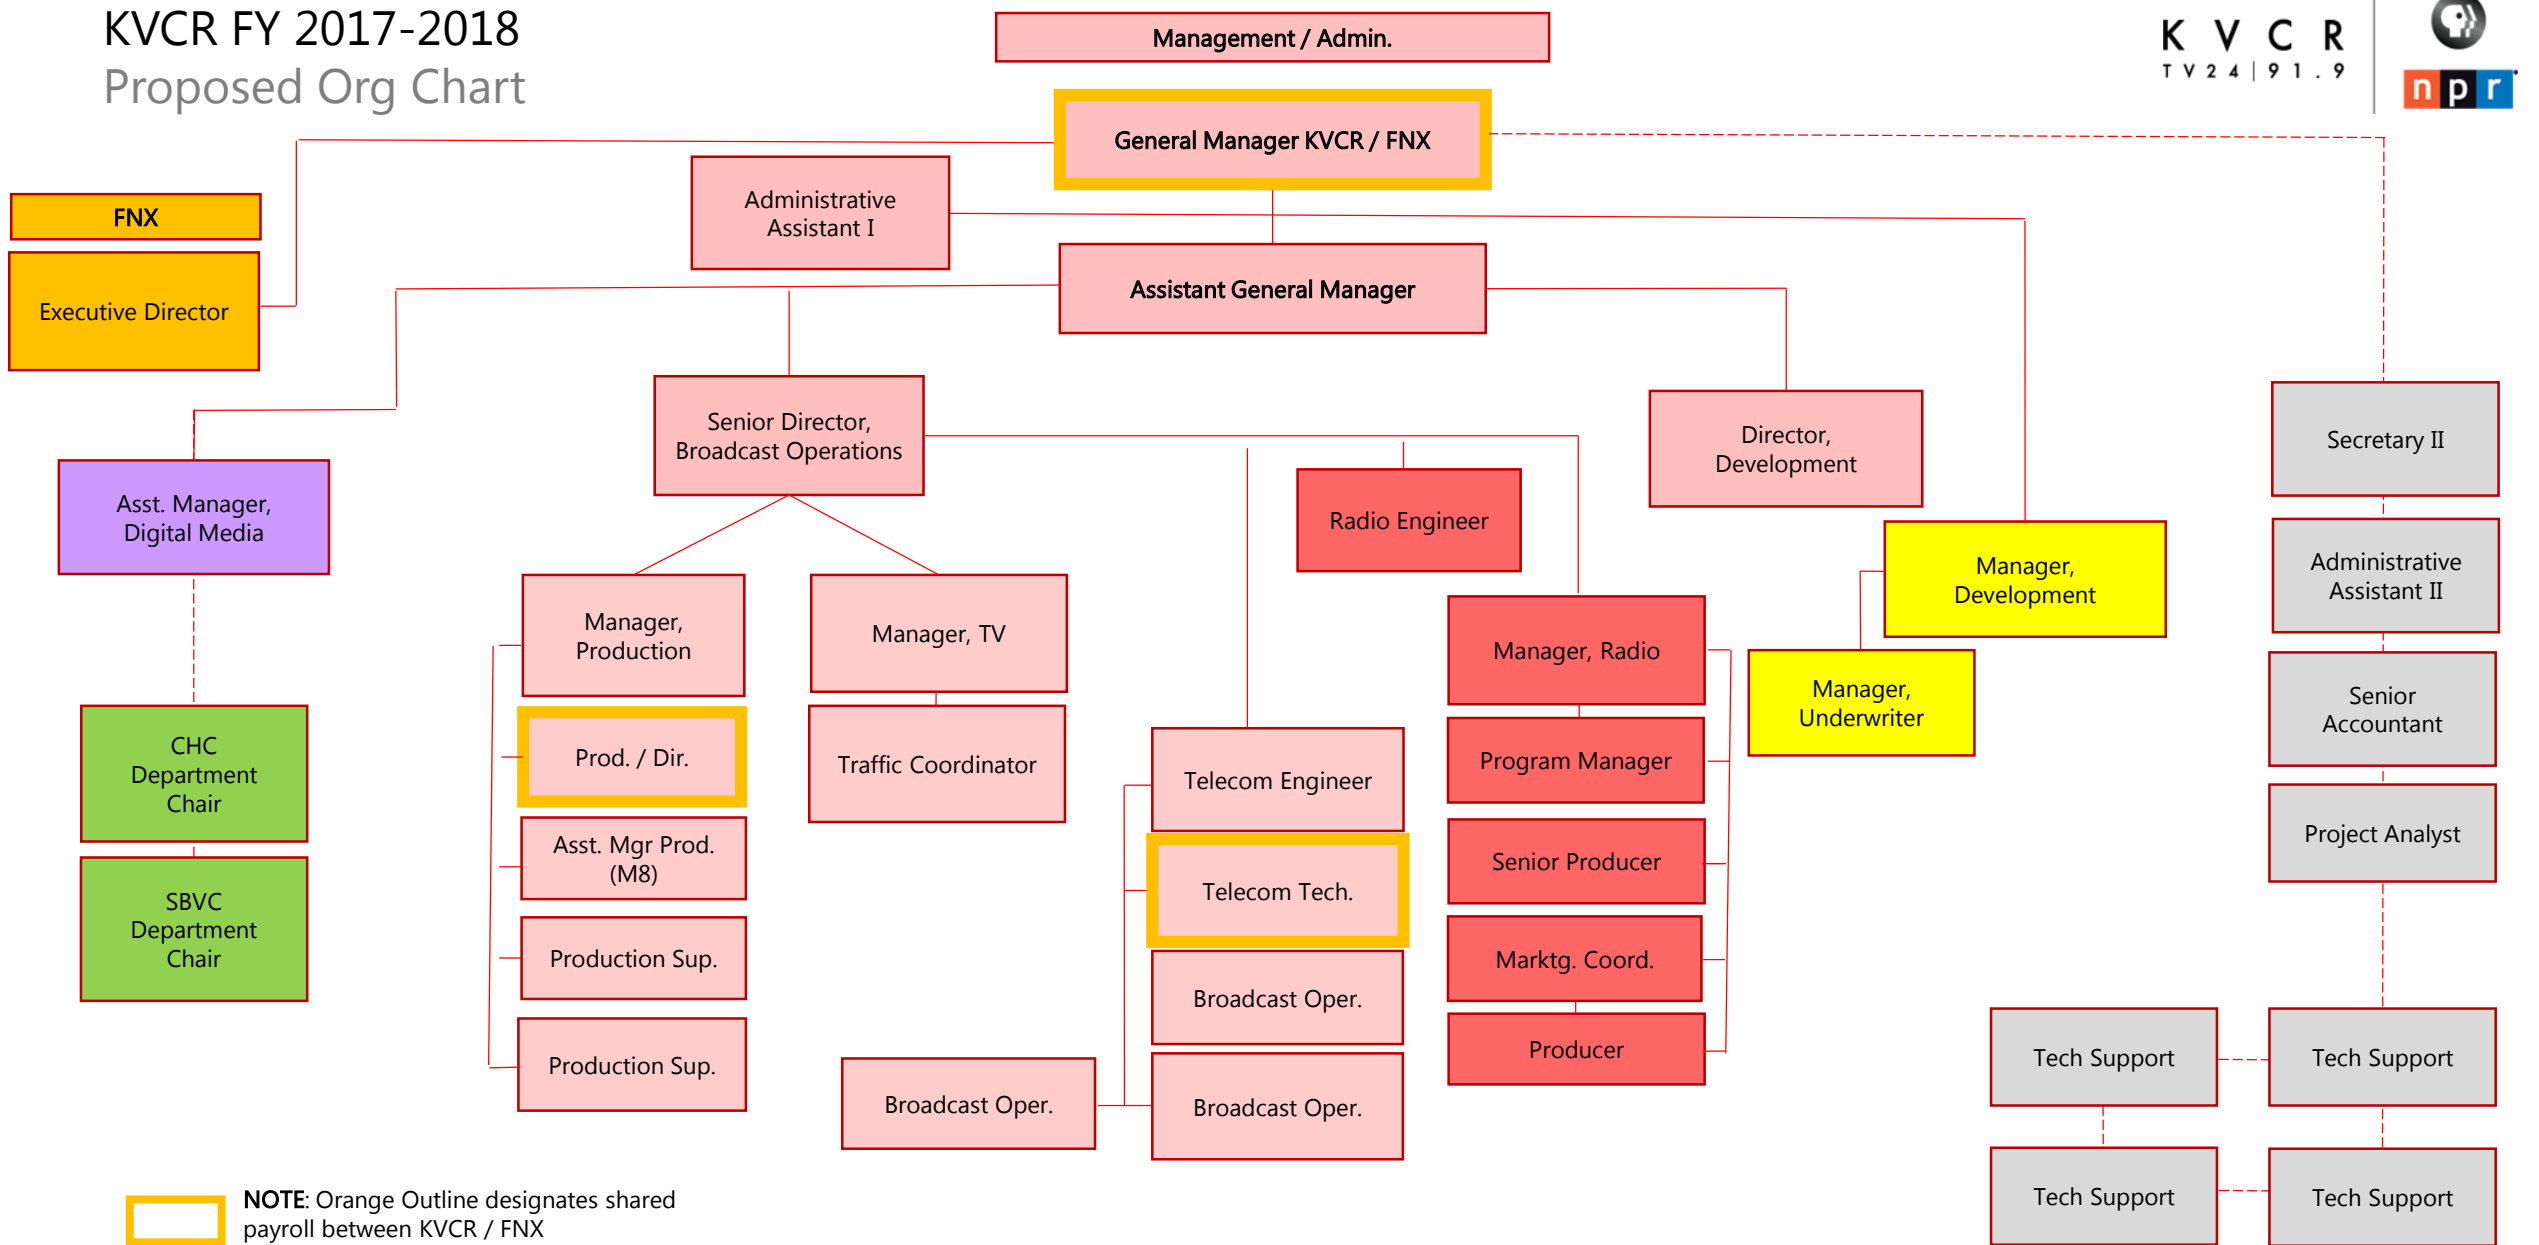 KVCR FY 2017-2018
Proposed Org Chart
Management / Admin.
K V C R
TV24|91.9
npr
General Manager KVCR / FNX
Administrative
Assistant I
FNX
Executive Director
Assistant General Manager
Senior Director,
Broadcast Operations
Director,
Development
Secretary II
Asst. Manager,
Digital Media
Radio Engineer
Manager,
Development
Administrative
Assistant II
Manager,
Production
Manager, TV
Manager, Radio
Manager,
Underwriter
Senior
Accountant
CHC
Department
Chair
Prod. / Dir.
Traffic Coordinator
Telecom Engineer
Program Manager
Project Analyst
Asst. Mgr Prod.
(M8)
Telecom Tech.
Senior Producer
SBVC
Department
Chair
Production Sup.
Broadcast Oper.
Marktg. Coord.
Production Sup.
Broadcast Oper.
Broadcast Oper.
Producer
Tech Support
Tech Support
Tech Support
Tech Support
NOTE: Orange Outline designates shared
payroll between KVCR / FNX